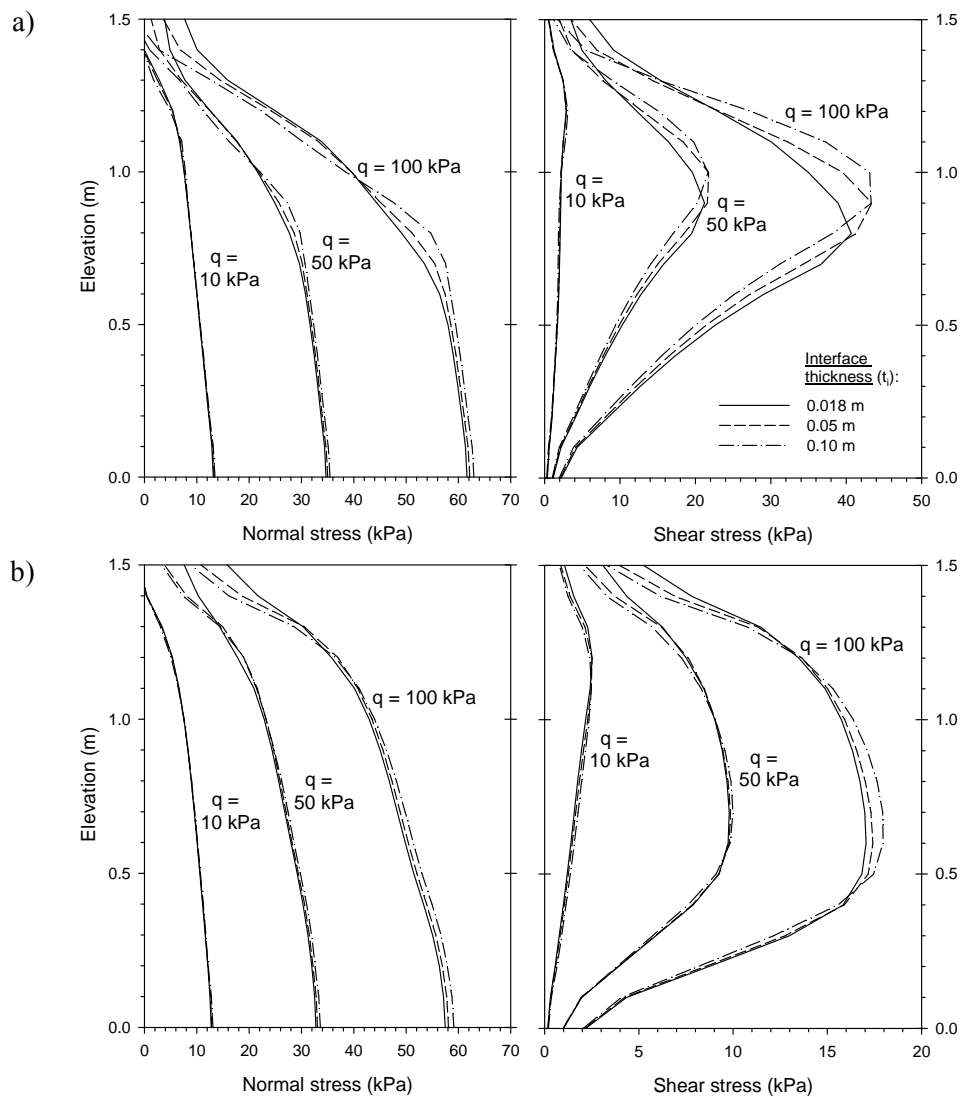 a)
1.5
1.0
0.5
0.0
Elevation (m)
0 10 20 30 40 50 60 70
Normal stress (kPa)
q = 100 kPa
q =
50 kPa
q =
10 kPa
0 10 20 30 40 50
Shear stress (kPa)
q = 100 kPa
q =
10 kPa
q =
50 kPa
Interface
thickness (ti):
0.018 m
0.05 m
0.10 m
1.5
1.0
0.5
0.0
b)
1.5
1.0
0.5
0.0
Elevation (m)
0 10 20 30 40 50 60 70
Normal stress (kPa)
q = 100 kPa
q =
10 kPa
q =
50 kPa
0 5 10 15 20
Shear stress (kPa)
q = 100 kPa
q =
10 kPa
q =
50 kPa
1.5
1.0
0.5
0.0